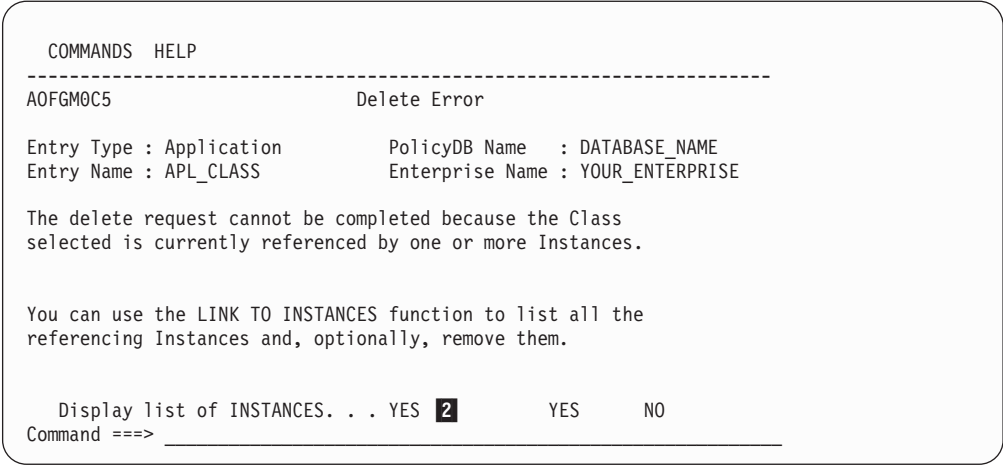 COMMANDS HELP
----------------------------------------------------------------------
AOFGM0C5 Delete Error
Entry Type : Application PolicyDB Name : DATABASE_NAME
Entry Name : APL_CLASS Enterprise Name : YOUR_ENTERPRISE
The delete request cannot be completed because the Class
selected is currently referenced by one or more Instances.
You can use the LINK TO INSTANCES function to list all the
referencing Instances and, optionally, remove them.
Display list of INSTANCES. . . YES 2 YES NO
Command ===> __________________________________________________________